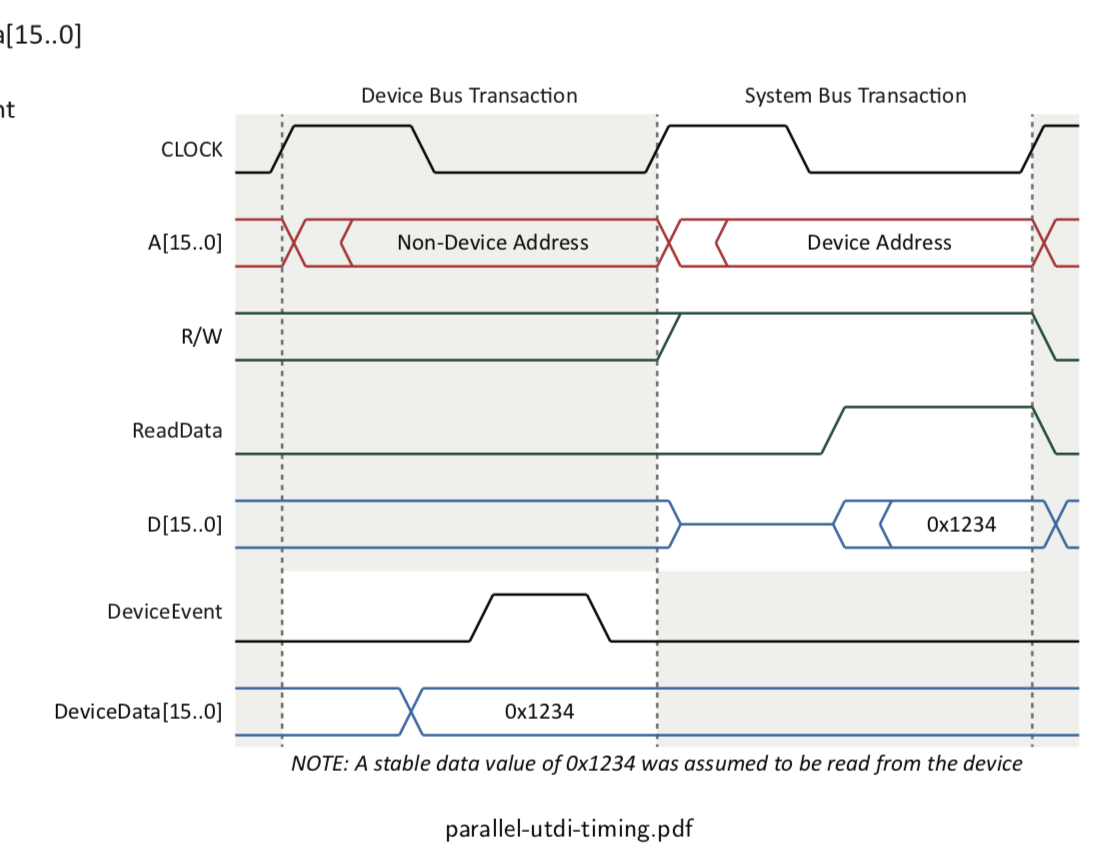 a[15..0]
nt
Device Bus Transaction
System Bus Transaction
CLOCK
A[15..0]
Non-Device Address
Device Address
R/W
ReadData
D[15..0]
0x1234
DeviceEvent
DeviceData[15..0]
0x1234
NOTE: A stable data value of 0x1234 was assumed to be read from the device
parallel-utdi-timing.pdf